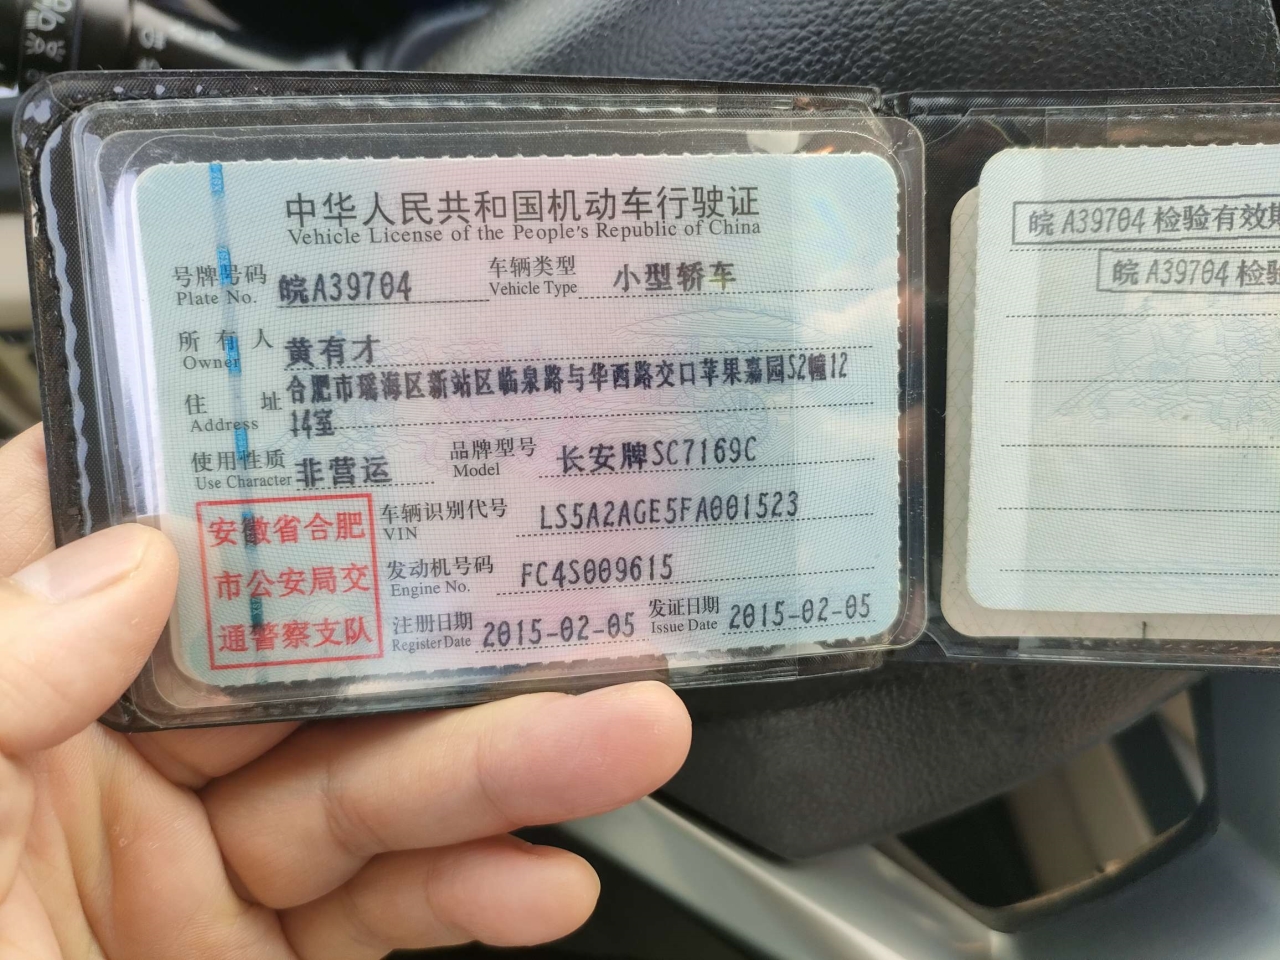 中华人民共和国机动车行驶证
Vehicle License of the People's Republic of China
号牌号码 皖A39704 车辆类型 小型轿车
Plate No. Vehicle Type
所有人 黄有才
Owner
住址 合肥市瑶海区新站区临泉路与华西路交口苹果嘉园S2幢12
Address 14室
使用性质 非营运 品牌型号 长安牌SC7169C
Use Character Model
车辆识别代号 LS5A2AGE5FA001523
VIN
发动机号码 FC4S009615
Engine No.
注册日期 2015-02-05 发证日期 2015-02-05
Register Date Issue Date
安徽省合肥
市公安局交
通警察支队
皖A39704检验有效期
皖A39704检验